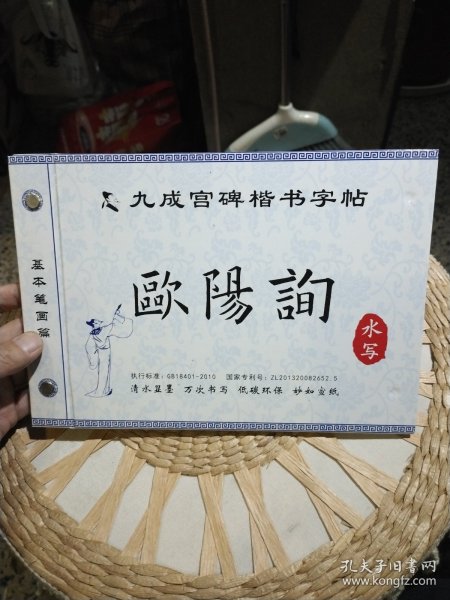 九成宫碑楷书字帖
基本笔画篇
歐陽詢
水写
执行标准：GB18401-2010 国家专利号：ZL201320082652.5
清水显墨 万次书写 低碳环保 妙如宣纸
孔夫子旧书网
www.kongfz.com